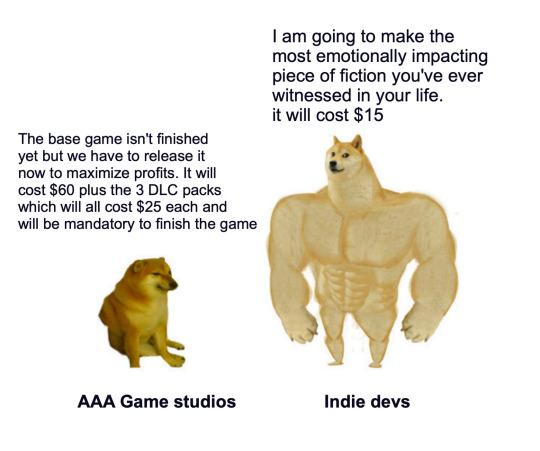 I am going to make the
most emotionally impacting
piece of fiction you've ever
witnessed in your life.
it will cost $15
The base game isn't finished
yet but we have to release it
now to maximize profits. It will
cost $60 plus the 3 DLC packs
which will all cost $25 each and
will be mandatory to finish the game
AAA Game studios
Indie devs